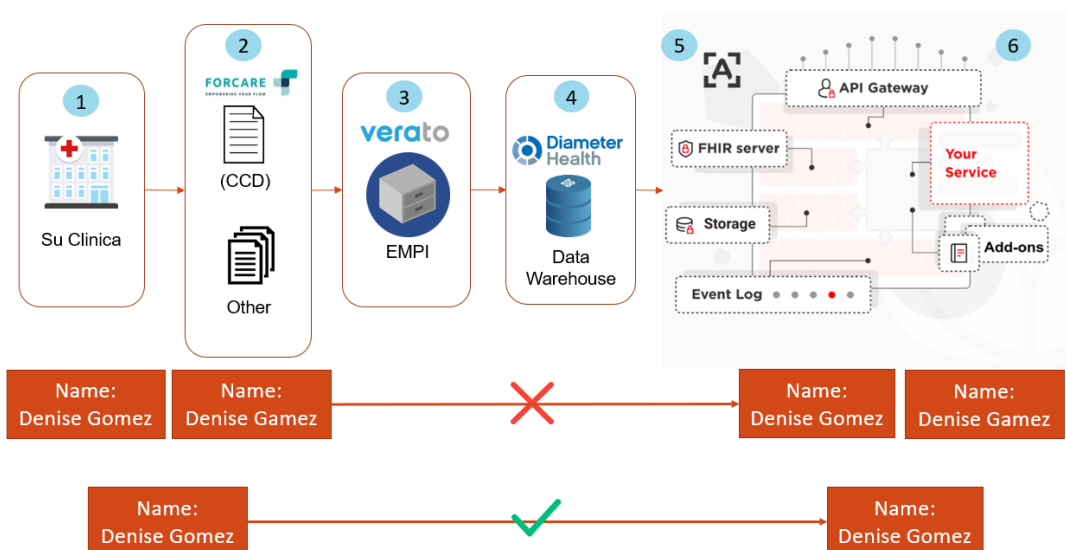 1
Su Clinica
2
FORCARE
EMPOWERING YOUR FLOW
(CCD)
Other
3
verato
EMPI
4
Diameter
Health
DB
Data
Warehouse
5
A
6
API Gateway
FHIR server
Your
Service
Storage
Add-ons
Event Log
Name:
Denise Gomez
Name:
Denise Gamez
Name:
Denise Gomez
Name:
Denise Gamez
Name:
Denise Gomez
Name:
Denise Gomez